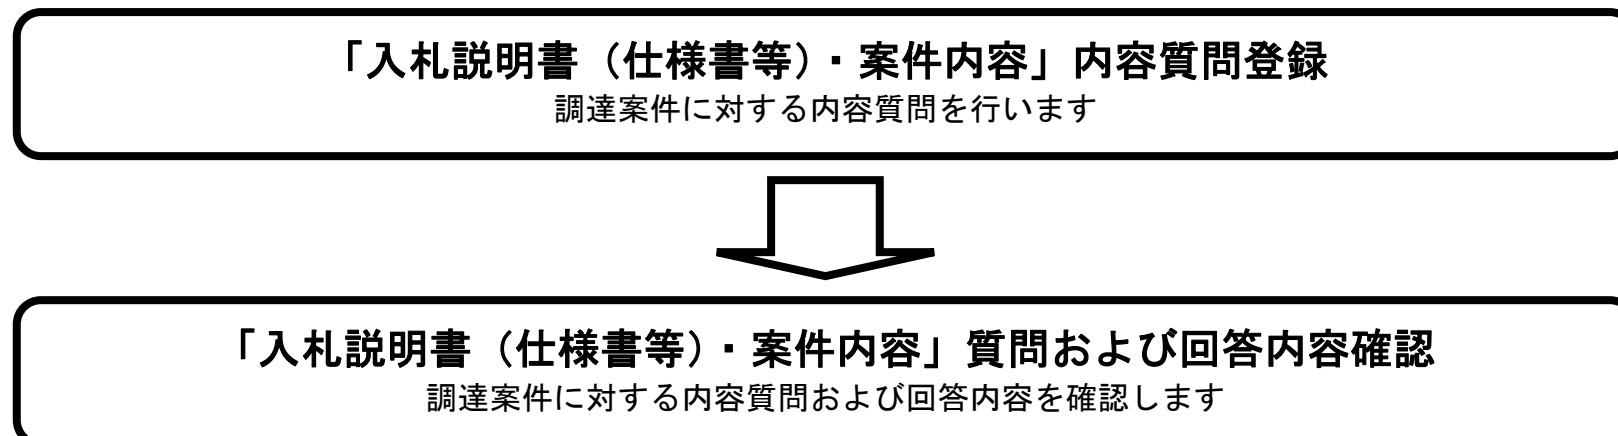 「入札説明書（仕様書等）・案件内容」内容質問登録
調達案件に対する内容質問を行います
「入札説明書（仕様書等）・案件内容」質問および回答内容確認
調達案件に対する内容質問および回答内容を確認します